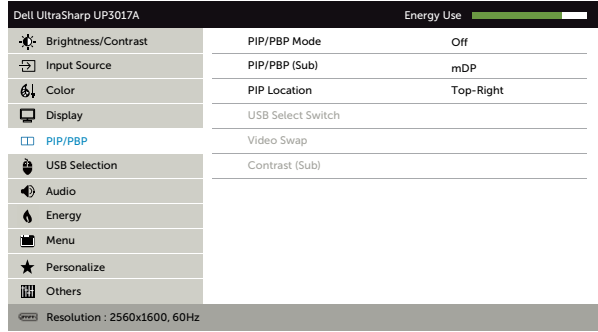 Dell UltraSharp UP3017A Energy Use
Brightness/Contrast PIP/PBP Mode Off
Input Source PIP/PBP (Sub) mDP
Color PIP Location Top-Right
Display USB Select Switch
PIP/PBP Video Swap
USB Selection Contrast (Sub)
Audio
Energy
Menu
Personalize
Others
Resolution : 2560x1600, 60Hz